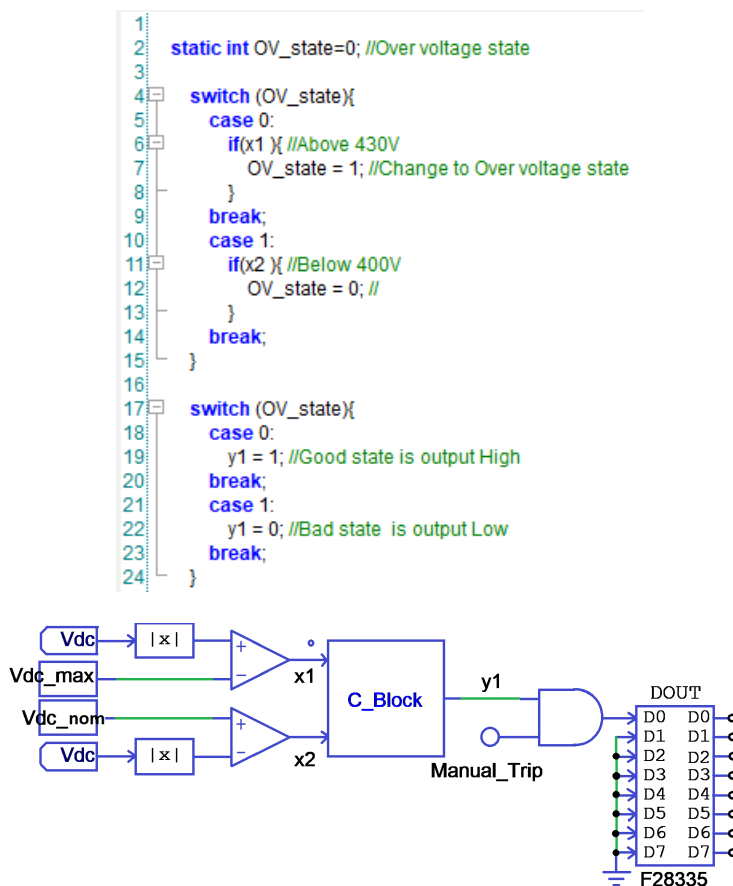 1
2 static int OV_state=0; //Over voltage state
3
4 switch (OV_state){
5 case 0:
6 if(x1 ){ //Above 430V
7 OV_state = 1; //Change to Over voltage state
8 }
9 break;
10 case 1:
11 if(x2 ){ //Below 400V
12 OV_state = 0; //
13 }
14 break;
15 }
16
17 switch (OV_state){
18 case 0:
19 y1 = 1; //Good state is output High
20 break;
21 case 1:
22 y1 = 0; //Bad state  is output Low
23 break;
24 }
Vdc |x| +
Vdc_max - x1
Vdc_nom +
Vdc |x| - x2
C_Block
y1
Manual_Trip
DOUT
D0 D0
D1 D1
D2 D2
D3 D3
D4 D4
D5 D5
D6 D6
D7 D7
F28335